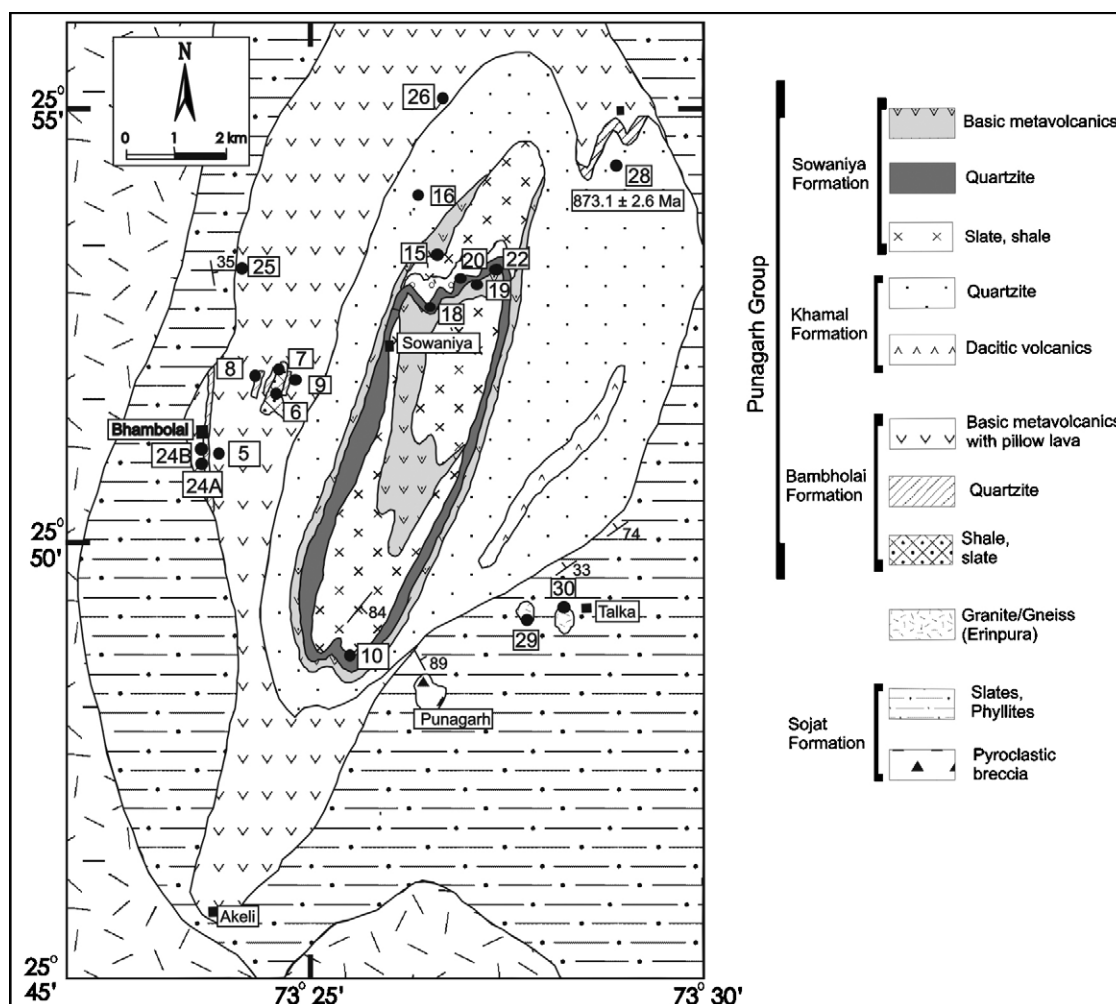 N
0 1 2 km
25°
55'
26
28
873.1 ± 2.6 Ma
16
15
20
22
35
25
19
18
Sowaniya
7
8
9
6
Bhambolai
24B
5
24A
25°
50'
74
33
30
Talka
84
29
10
89
Punagarh
Akeli
25°
45'
73°25'
73°30'
Punagarh Group
Sowaniya
Formation
Basic metavolcanics
Quartzite
Slate, shale
Khamal
Formation
Quartzite
Dacitic volcanics
Bambholai
Formation
Basic metavolcanics
with pillow lava
Quartzite
Shale,
slate
Granite/Gneiss
(Erinpura)
Sojat
Formation
Slates,
Phyllites
Pyroclastic
breccia